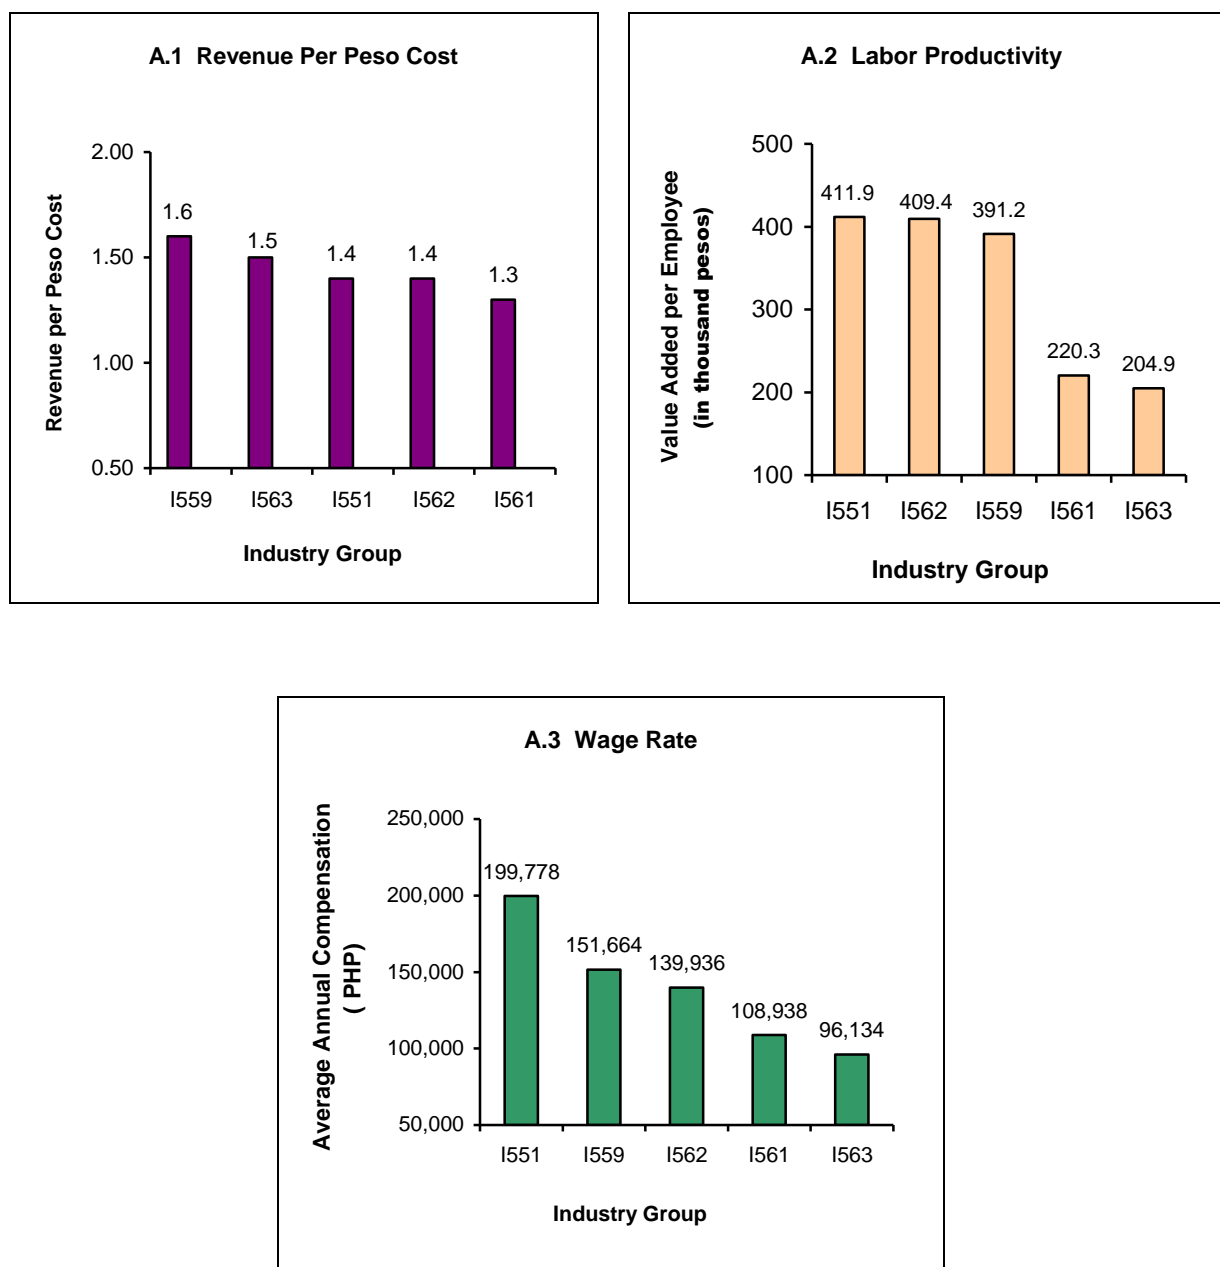 A.1 Revenue Per Peso Cost
Revenue per Peso Cost
2.00
1.50
1.00
0.50
1.6
1.5
1.4
1.4
1.3
I559 I563 I551 I562 I561
Industry Group
A.2 Labor Productivity
Value Added per Employee
(in thousand pesos)
500
400
300
200
100
411.9
409.4
391.2
220.3
204.9
I551 I562 I559 I561 I563
Industry Group
A.3 Wage Rate
Average Annual Compensation
( PHP)
250,000
200,000
150,000
100,000
50,000
199,778
151,664
139,936
108,938
96,134
I551 I559 I562 I561 I563
Industry Group